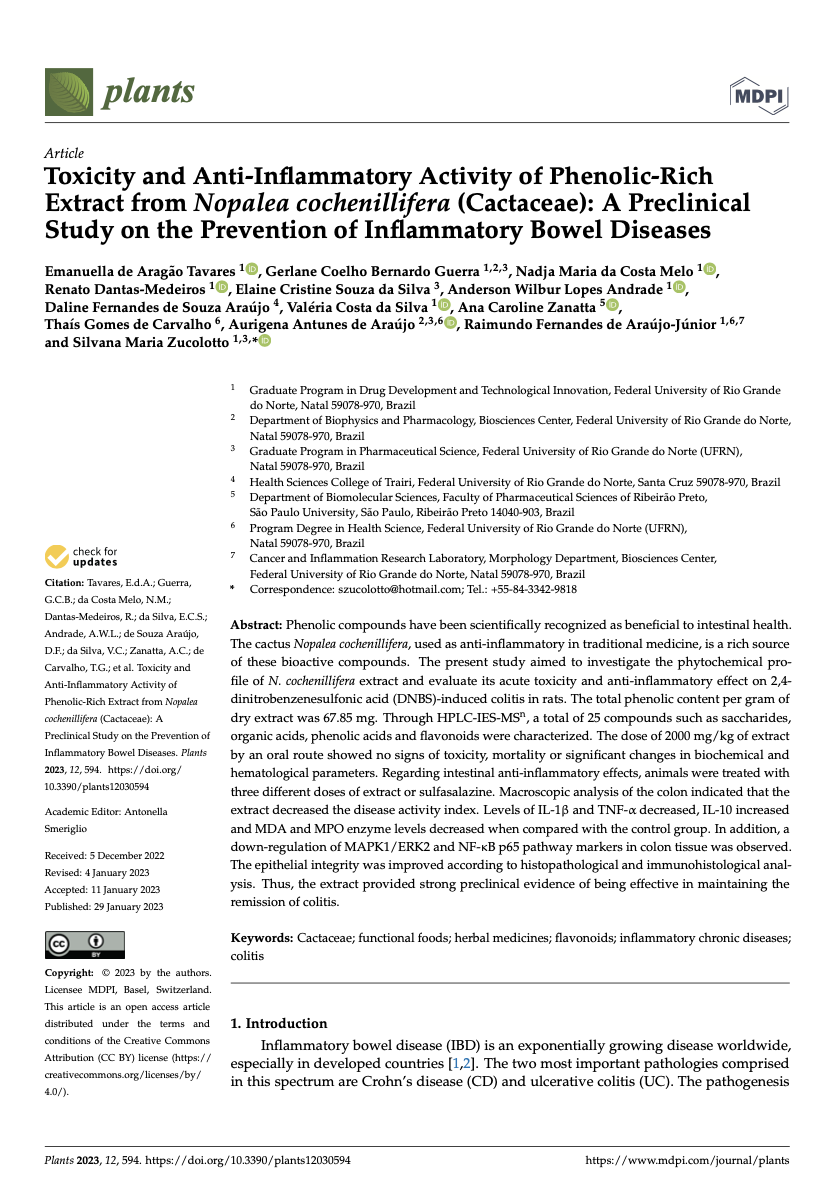 plants
MDPI
Article
Toxicity and Anti-Inflammatory Activity of Phenolic-Rich
Extract from Nopalea cochenillifera (Cactaceae): A Preclinical
Study on the Prevention of Inflammatory Bowel Diseases
Emanuella de Aragão Tavares 1 iD, Gerlane Coelho Bernardo Guerra 1,2,3, Nadja Maria da Costa Melo 1 iD,
Renato Dantas-Medeiros 1 iD, Elaine Cristine Souza da Silva 3, Anderson Wilbur Lopes Andrade 1 iD,
Daline Fernandes de Souza Araújo 4, Valéria Costa da Silva 1 iD, Ana Caroline Zanatta 5 iD,
Thaís Gomes de Carvalho 6, Aurigena Antunes de Araújo 2,3,6 iD, Raimundo Fernandes de Araújo-Júnior 1,6,7
and Silvana Maria Zucolotto 1,3,* iD
1 Graduate Program in Drug Development and Technological Innovation, Federal University of Rio Grande
do Norte, Natal 59078-970, Brazil
2 Department of Biophysics and Pharmacology, Biosciences Center, Federal University of Rio Grande do Norte,
Natal 59078-970, Brazil
3 Graduate Program in Pharmaceutical Science, Federal University of Rio Grande do Norte (UFRN),
Natal 59078-970, Brazil
4 Health Sciences College of Trairi, Federal University of Rio Grande do Norte, Santa Cruz 59078-970, Brazil
5 Department of Biomolecular Sciences, Faculty of Pharmaceutical Sciences of Ribeirão Preto,
São Paulo University, São Paulo, Ribeirão Preto 14040-903, Brazil
6 Program Degree in Health Science, Federal University of Rio Grande do Norte (UFRN),
Natal 59078-970, Brazil
7 Cancer and Inflammation Research Laboratory, Morphology Department, Biosciences Center,
Federal University of Rio Grande do Norte, Natal 59078-970, Brazil
* Correspondence: szucolotto@hotmail.com; Tel.: +55-84-3342-9818
check for
updates
Citation: Tavares, E.d.A.; Guerra,
G.C.B.; da Costa Melo, N.M.;
Dantas-Medeiros, R.; da Silva, E.C.S.;
Andrade, A.W.L.; de Souza Araújo,
D.F.; da Silva, V.C.; Zanatta, A.C.; de
Carvalho, T.G.; et al. Toxicity and
Anti-Inflammatory Activity of
Phenolic-Rich Extract from Nopalea
cochenillifera (Cactaceae): A
Preclinical Study on the Prevention of
Inflammatory Bowel Diseases. Plants
2023, 12, 594. https://doi.org/
10.3390/plants12030594
Academic Editor: Antonella
Smeriglio
Received: 5 December 2022
Revised: 4 January 2023
Accepted: 11 January 2023
Published: 29 January 2023
cc BY
Copyright: © 2023 by the authors.
Licensee MDPI, Basel, Switzerland.
This article is an open access article
distributed under the terms and
conditions of the Creative Commons
Attribution (CC BY) license (https://
creativecommons.org/licenses/by/
4.0/).
Abstract: Phenolic compounds have been scientifically recognized as beneficial to intestinal health.
The cactus Nopalea cochenillifera, used as anti-inflammatory in traditional medicine, is a rich source
of these bioactive compounds. The present study aimed to investigate the phytochemical pro-
file of N. cochenillifera extract and evaluate its acute toxicity and anti-inflammatory effect on 2,4-
dinitrobenzenesulfonic acid (DNBS)-induced colitis in rats. The total phenolic content per gram of
dry extract was 67.85 mg. Through HPLC-IES-MSⁿ, a total of 25 compounds such as saccharides,
organic acids, phenolic acids and flavonoids were characterized. The dose of 2000 mg/kg of extract
by an oral route showed no signs of toxicity, mortality or significant changes in biochemical and
hematological parameters. Regarding intestinal anti-inflammatory effects, animals were treated with
three different doses of extract or sulfasalazine. Macroscopic analysis of the colon indicated that the
extract decreased the disease activity index. Levels of IL-1β and TNF-α decreased, IL-10 increased
and MDA and MPO enzyme levels decreased when compared with the control group. In addition, a
down-regulation of MAPK1/ERK2 and NF-κB p65 pathway markers in colon tissue was observed.
The epithelial integrity was improved according to histopathological and immunohistological anal-
ysis. Thus, the extract provided strong preclinical evidence of being effective in maintaining the
remission of colitis.
Keywords: Cactaceae; functional foods; herbal medicines; flavonoids; inflammatory chronic diseases;
colitis
1. Introduction
Inflammatory bowel disease (IBD) is an exponentially growing disease worldwide,
especially in developed countries [1,2]. The two most important pathologies comprised
in this spectrum are Crohn's disease (CD) and ulcerative colitis (UC). The pathogenesis
Plants 2023, 12, 594. https://doi.org/10.3390/plants12030594
https://www.mdpi.com/journal/plants